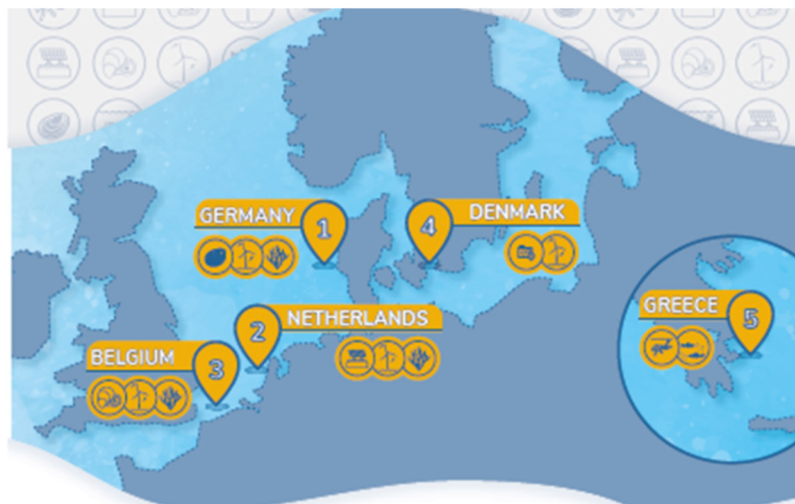 GERMANY 1
4 DENMARK
2 NETHERLANDS
BELGIUM 3
GREECE 5